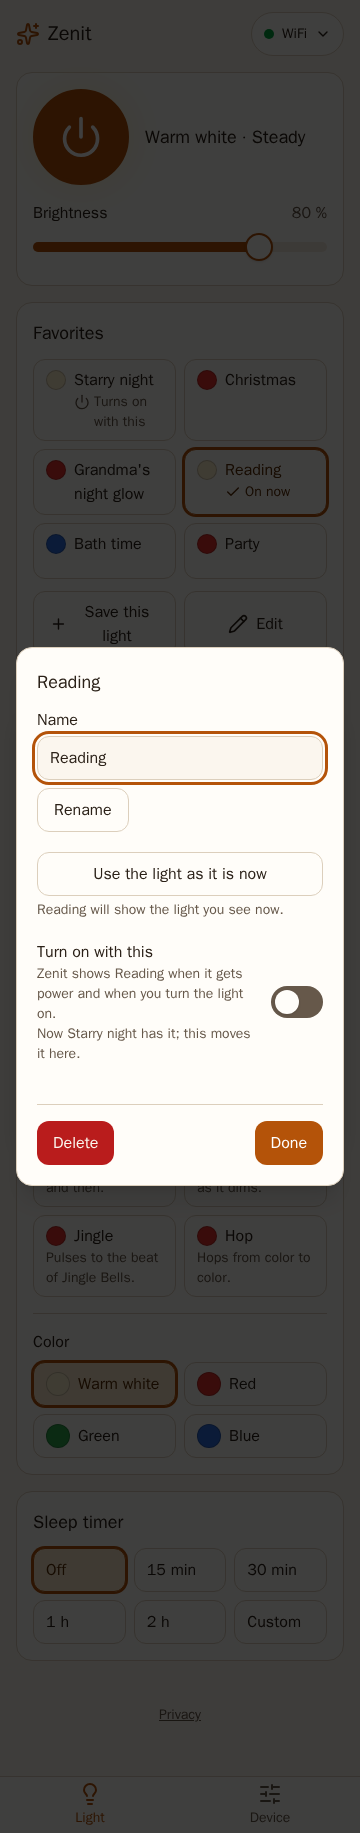 Zenit
WiFi
Warm white · Steady
Brightness
80 %
Favorites
Starry night
Turns on
with this
Christmas
Grandma's
night glow
Reading
On now
Bath time
Party
Save this
light
Edit
Reading
Name
Reading
Rename
Use the light as it is now
Reading will show the light you see now.
Turn on with this
Zenit shows Reading when it gets
power and when you turn the light
on.
Now Starry night has it; this moves
it here.
Delete
Done
and then.
as it dims.
Jingle
Pulses to the beat
of Jingle Bells.
Hop
Hops from color to
color.
Color
Warm white
Red
Green
Blue
Sleep timer
Off
15 min
30 min
1 h
2 h
Custom
Privacy
Light
Device